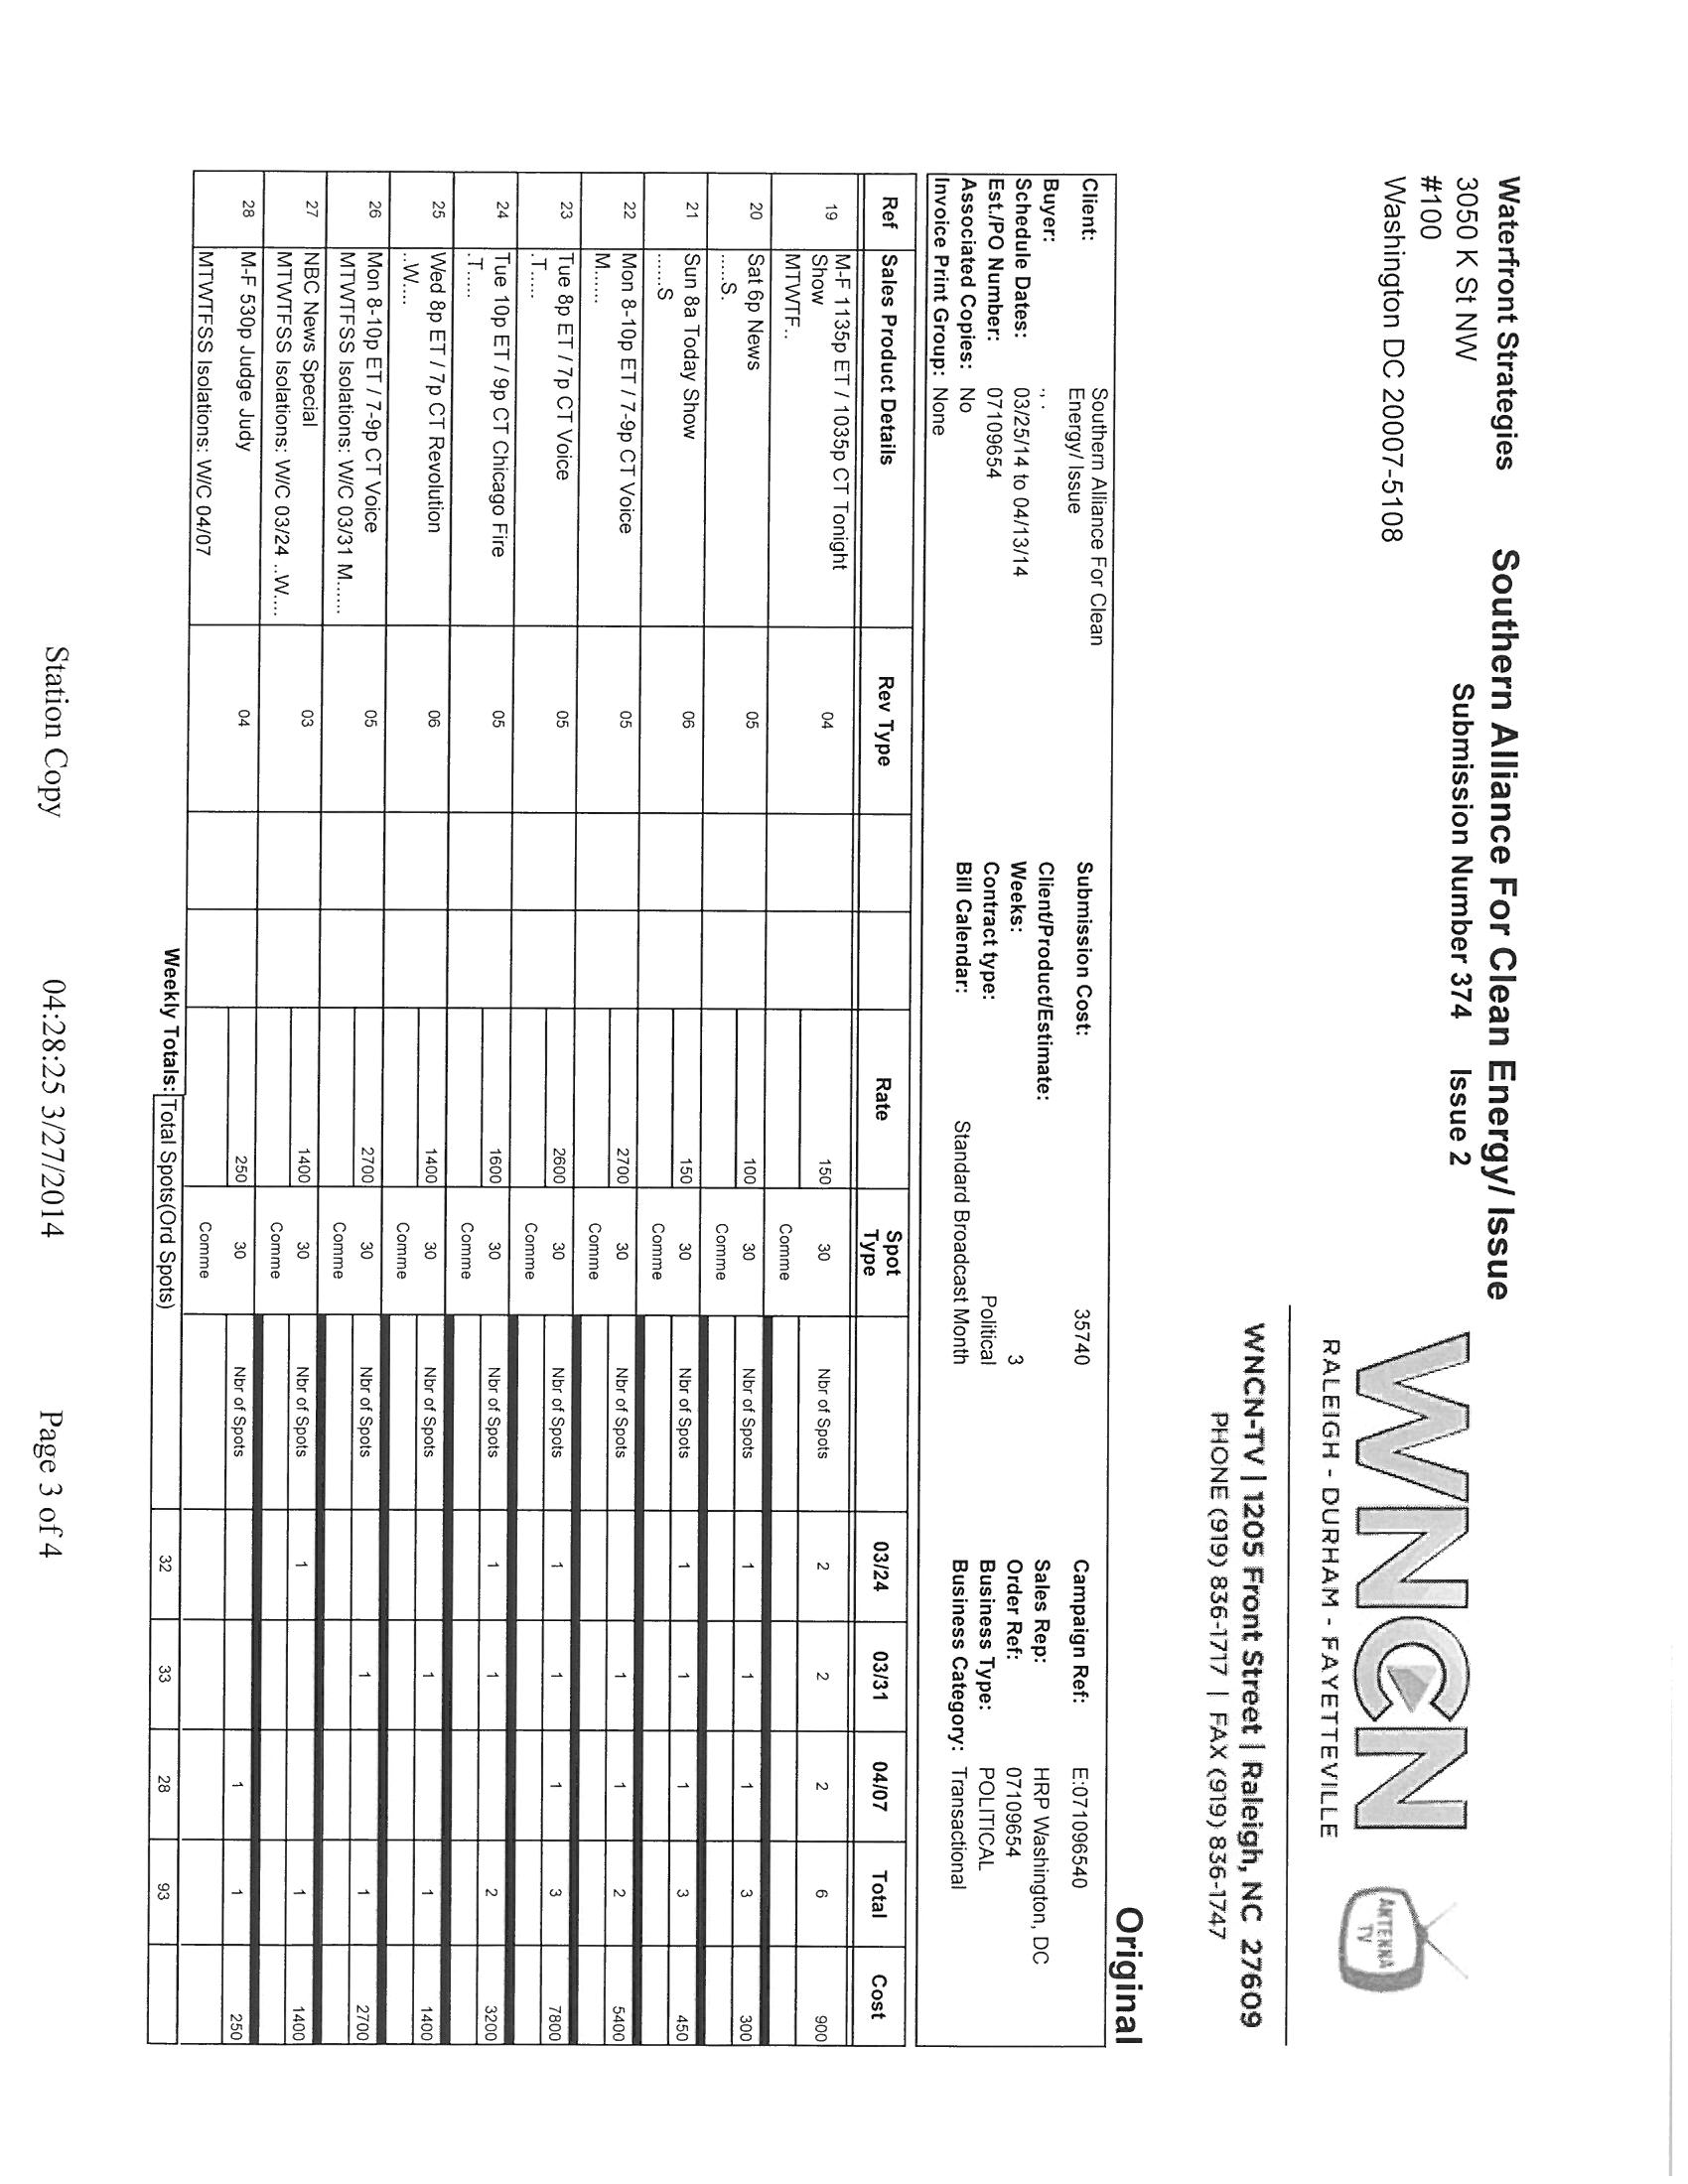 Waterfront Strategies
3050 K St NW
#100
Washington DC 20007-5108
Southern Alliance For Clean Energy/ Issue
Submission Number 374 Issue 2
WNCN
RALEIGH - DURHAM - FAYETTEVILLE
ANTENNA
TV
WNCN-TV | 1205 Front Street | Raleigh, NC 27609
PHONE (919) 836-1717 | FAX (919) 836-1747
Original
Client: Southern Alliance For Clean
Energy/ Issue
Buyer: ., .
Schedule Dates: 03/25/14 to 04/13/14
Est./PO Number: 07109654
Associated Copies: No
Invoice Print Group: None
Submission Cost: 35740
Client/Product/Estimate:
Weeks: 3
Contract type: Political
Bill Calendar: Standard Broadcast Month
Campaign Ref: E:071096540
Sales Rep: HRP Washington, DC
Order Ref: 07109654
Business Type: POLITICAL
Business Category: Transactional
Ref Sales Product Details Rev Type Rate Spot Type 03/24 03/31 04/07 Total Cost
19 M-F 1135p ET / 1035p CT Tonight 04 150 30 Nbr of Spots 2 2 2 6 900
Show
MTWTF.. Comme
20 Sat 6p News 05 100 30 Nbr of Spots 1 1 1 3 300
.....S. Comme
21 Sun 8a Today Show 06 150 30 Nbr of Spots 1 1 1 3 450
......S Comme
22 Mon 8-10p ET / 7-9p CT Voice 05 2700 30 Nbr of Spots 1 1 2 5400
M...... Comme
23 Tue 8p ET / 7p CT Voice 05 2600 30 Nbr of Spots 1 1 1 3 7800
.T..... Comme
24 Tue 10p ET / 9p CT Chicago Fire 05 1600 30 Nbr of Spots 1 1 2 3200
.T..... Comme
25 Wed 8p ET / 7p CT Revolution 06 1400 30 Nbr of Spots 1 1 1400
..W.... Comme
26 Mon 8-10p ET / 7-9p CT Voice 05 2700 30 Nbr of Spots 1 1 2700
MTWTFSS Isolations: W/C 03/31 M...... Comme
27 NBC News Special 03 1400 30 Nbr of Spots 1 1 1400
MTWTFSS Isolations: W/C 03/24 ..W.... Comme
28 M-F 530p Judge Judy 04 250 30 Nbr of Spots 1 1 250
MTWTFSS Isolations: W/C 04/07 Comme
Weekly Totals: Total Spots(Ord Spots) 32 33 28 93
Station Copy 04:28:25 3/27/2014 Page 3 of 4